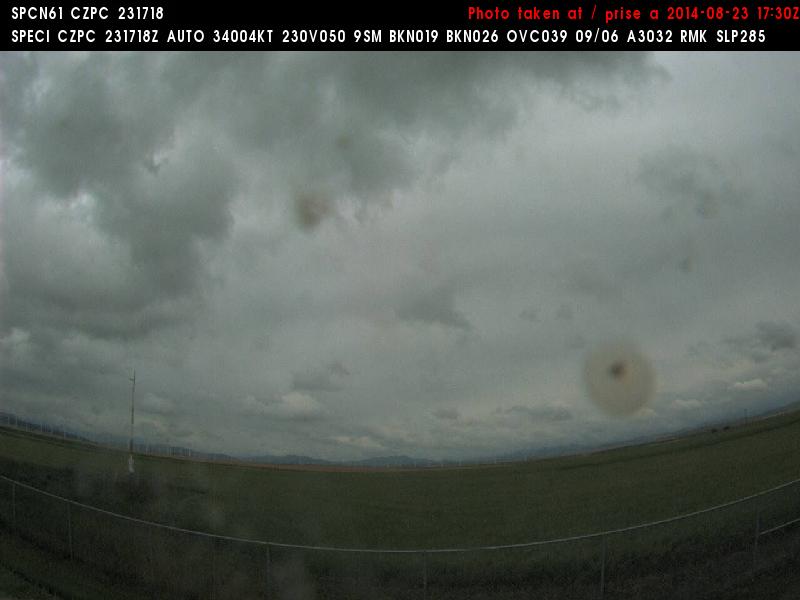 SPCN61 CZPC 231718 Photo taken at / prise a 2014-08-23 17:30Z
SPECI CZPC 231718Z AUTO 34004KT 230V050 9SM BKN019 BKN026 OVC039 09/06 A3032 RMK SLP285